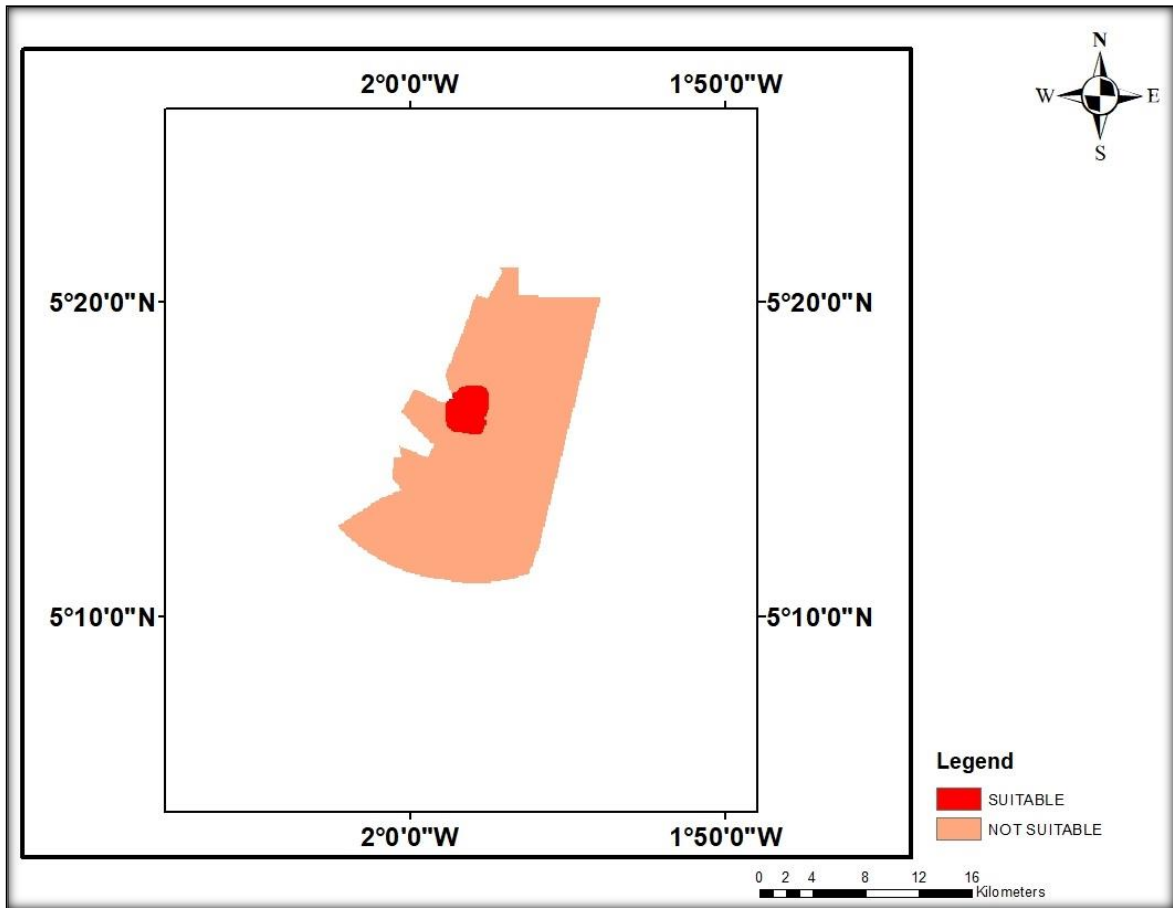 N
W E
S
2°0'0"W 1°50'0"W
5°20'0"N 5°20'0"N
5°10'0"N 5°10'0"N
2°0'0"W 1°50'0"W
Legend
SUITABLE
NOT SUITABLE
0 2 4 8 12 16
Kilometers